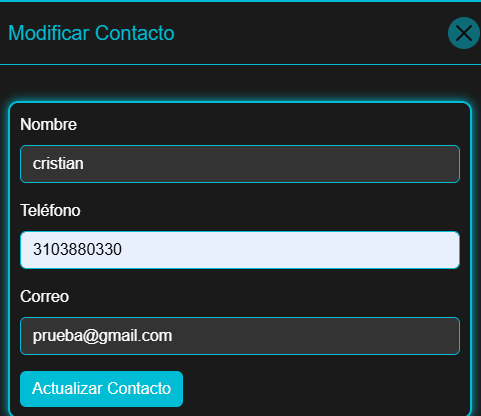 Modificar Contacto
Nombre
cristian
Teléfono
3103880330
Correo
prueba@gmail.com
Actualizar Contacto